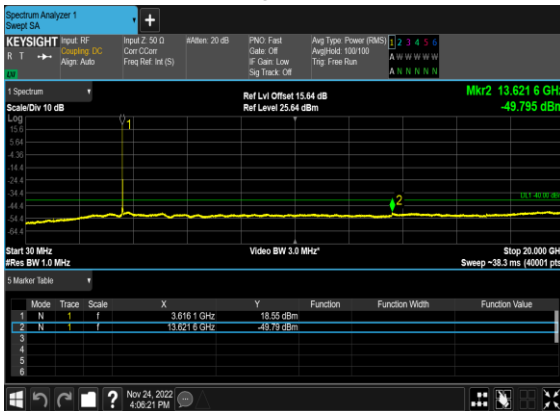 Spectrum Analyzer 1
Swept SA
+
KEYSIGHT Input: RF Input Z: 50 Ω #Atten: 20 dB PNO: Fast Avg Type: Power (RMS) 1 2 3 4 5 6
R T Coupling: DC Corr CCorr Gate: Off Avg|Hold: 100/100 A W W W W W
Align: Auto Freq Ref: Int (S) IF Gain: Low Trig: Free Run
Sig Track: Off A N N N N N
1 Spectrum
Ref Lvl Offset 15.64 dB Mkr2 13.621 6 GHz
Scale/Div 10 dB Ref Level 25.64 dBm -49.795 dBm
Log
15.6
5.64
-4.36
-14.4
-24.4
-34.4
-44.4
-54.4
-64.4
1
2
Start 30 MHz Video BW 3.0 MHz* Stop 20.000 GHz
#Res BW 1.0 MHz Sweep ~38.3 ms (40001 pts)
5 Marker Table
Mode Trace Scale X Y Function Function Width Function Value
1 N 1 f 3.616 1 GHz 18.55 dBm
2 N 1 f 13.621 6 GHz -49.79 dBm
3
4
5
6
? Nov 24, 2022
4:06:21 PM